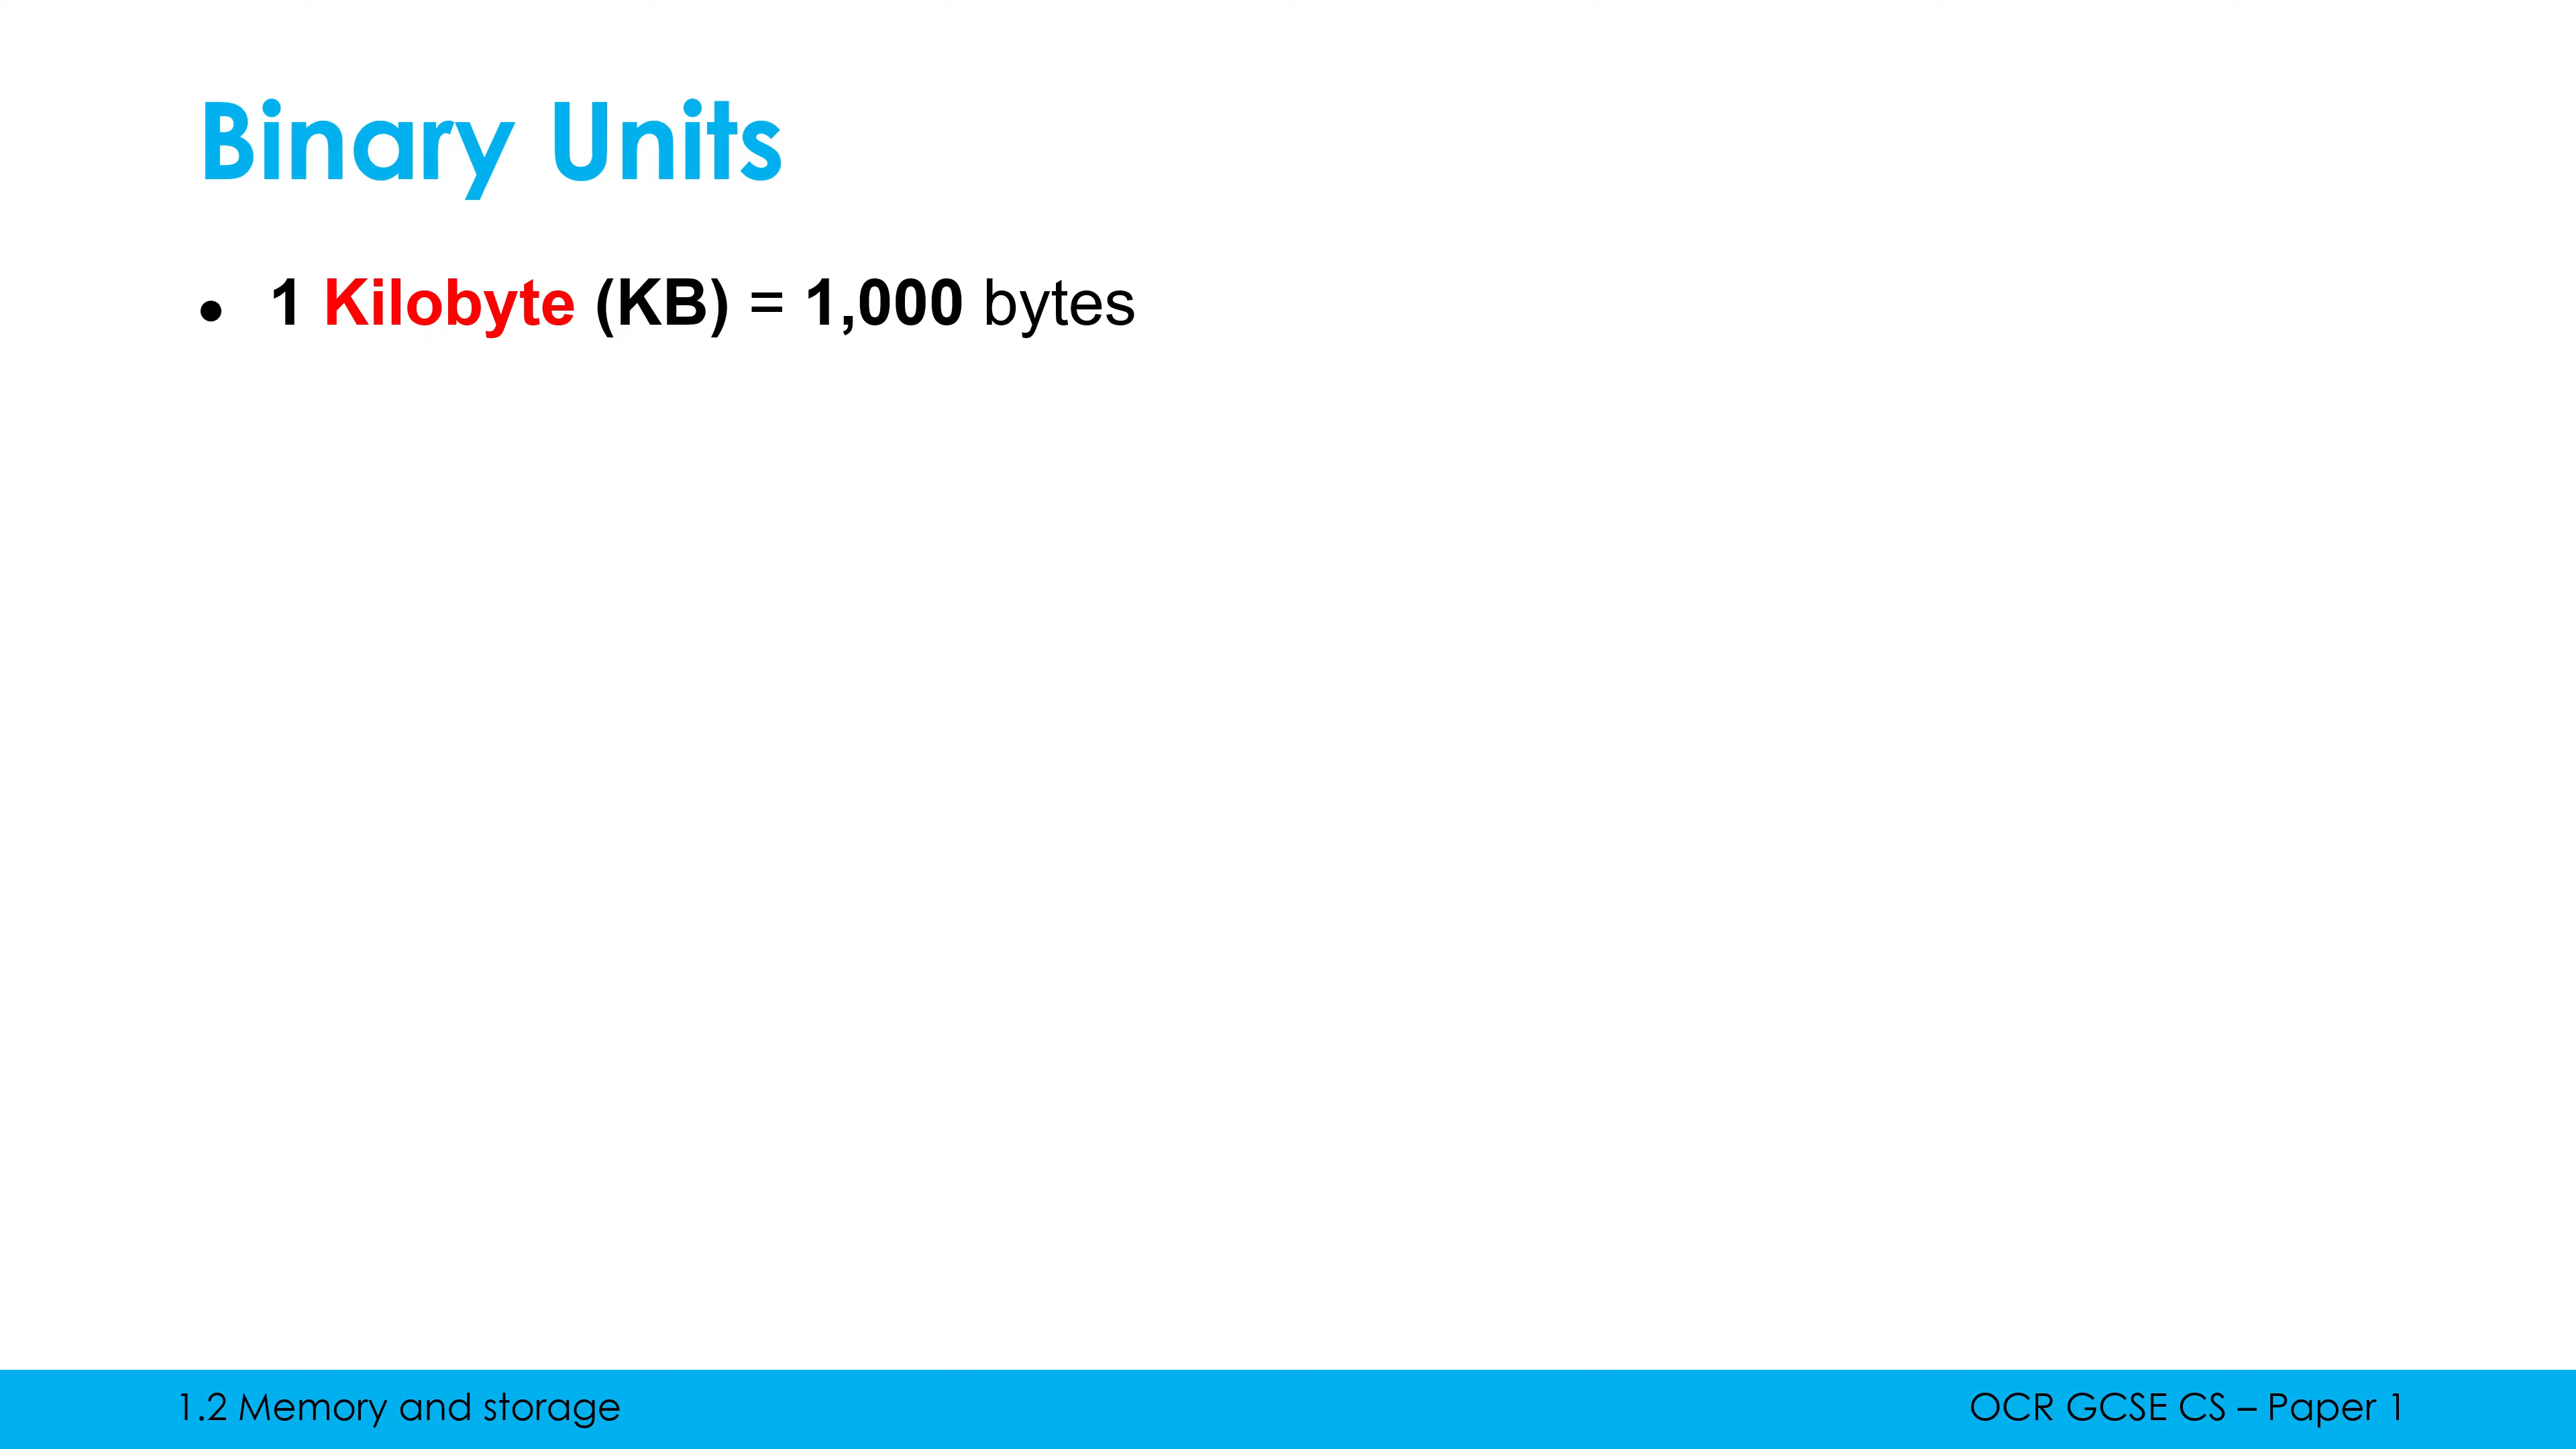 Binary Units
• 1 Kilobyte (KB) = 1,000 bytes
1.2 Memory and storage
OCR GCSE CS – Paper 1